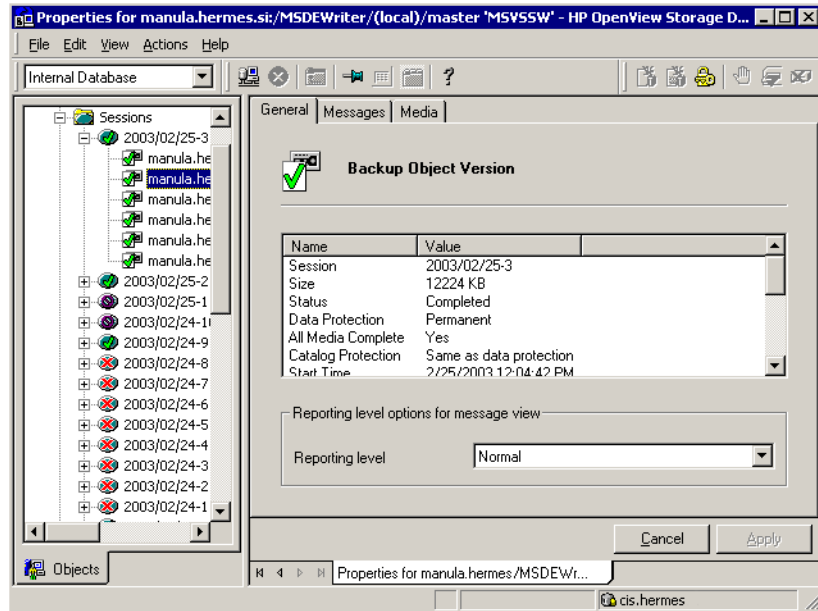 Properties for manula.hermes.si:/MSDEWriter/(local)/master 'MSVSSW' - HP OpenView Storage D...
File Edit View Actions Help
Internal Database
Sessions
2003/02/25-3
manula.he
manula.he
manula.he
manula.he
manula.he
manula.he
2003/02/25-2
2003/02/25-1
2003/02/24-10
2003/02/24-9
2003/02/24-8
2003/02/24-7
2003/02/24-6
2003/02/24-5
2003/02/24-4
2003/02/24-3
2003/02/24-2
2003/02/24-1
Objects
General Messages Media
Backup Object Version
Name Value
Session 2003/02/25-3
Size 12224 KB
Status Completed
Data Protection Permanent
All Media Complete Yes
Catalog Protection Same as data protection
Start Time 2/25/2003 12:04:42 PM
Reporting level options for message view
Reporting level Normal
Cancel Apply
Properties for manula.hermes:/MSDEWr...
cis.hermes